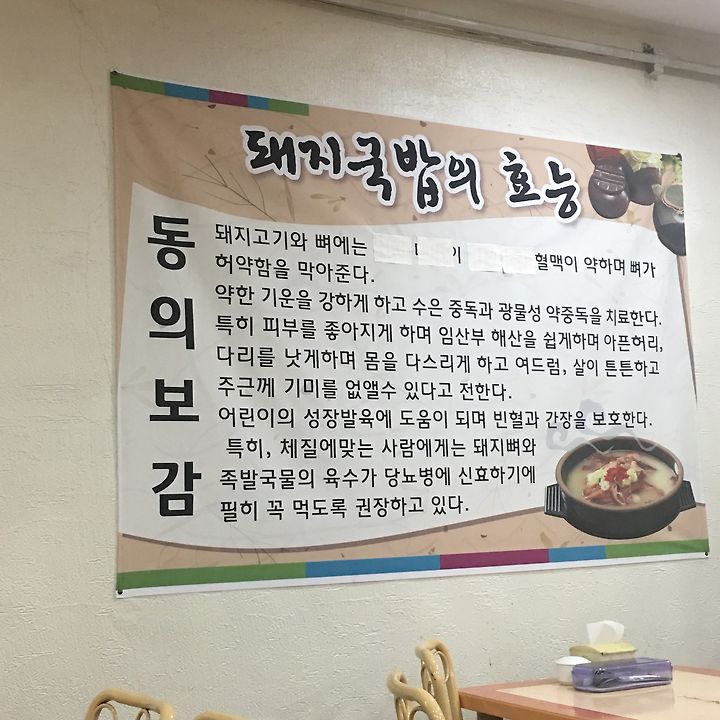 돼지국밥의 효능
동의보감
돼지고기와 뼈에는 혈맥이 약하며 뼈가
허약함을 막아준다.
약한 기운을 강하게 하고 수은 중독과 광물성 약중독을 치료한다.
특히 피부를 좋아지게 하며 임산부 해산을 쉽게하며 아픈허리,
다리를 낫게하며 몸을 다스리게 하고 여드럼, 살이 튼튼하고
주근께 기미를 없앨수 있다고 전한다.
어린이의 성장발육에 도움이 되며 빈혈과 간장을 보호한다.
특히, 체질에맞는 사람에게는 돼지뼈와
족발국물의 육수가 당뇨병에 신효하기에
필히 꼭 먹도록 권장하고 있다.